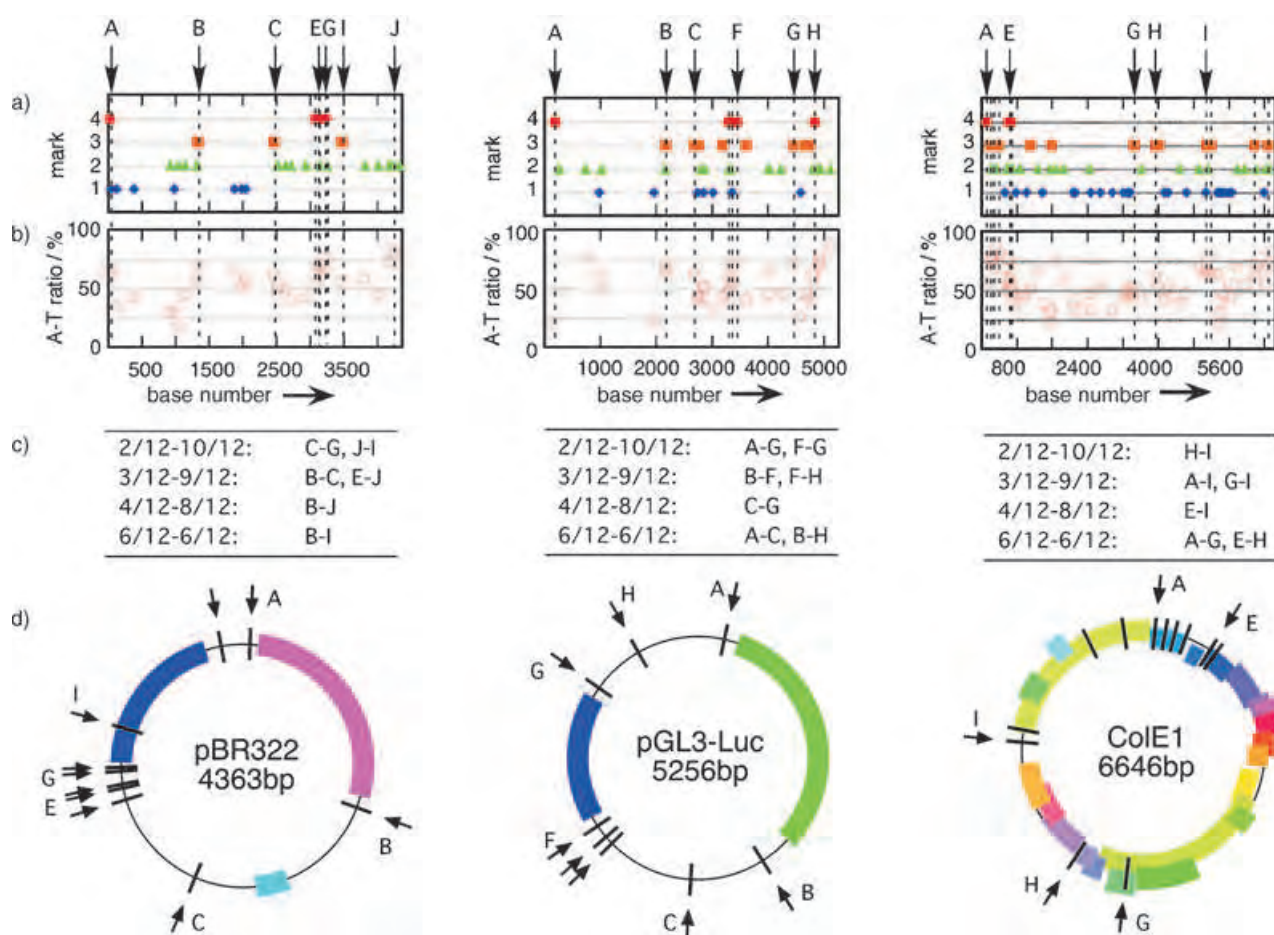 A B C E G I J
A B C F G H
A E G H I
a)
mark
4
3
2
1
mark
4
3
2
1
mark
4
3
2
1
b)
A-T ratio / %
100
50
0
A-T ratio / %
100
50
0
A-T ratio / %
100
50
0
500 1500 2500 3500
1000 2000 3000 4000 5000
800 2400 4000 5600
base number
base number
base number
c)
2/12-10/12: C-G, J-I
3/12-9/12: B-C, E-J
4/12-8/12: B-J
6/12-6/12: B-I
2/12-10/12: A-G, F-G
3/12-9/12: B-F, F-H
4/12-8/12: C-G
6/12-6/12: A-C, B-H
2/12-10/12: H-I
3/12-9/12: A-I, G-I
4/12-8/12: E-I
6/12-6/12: A-G, E-H
d)
A
I
pBR322
4363bp
G
E
B
C
H
A
G
pGL3-Luc
5256bp
F
B
C
A
E
I
ColE1
6646bp
H
G